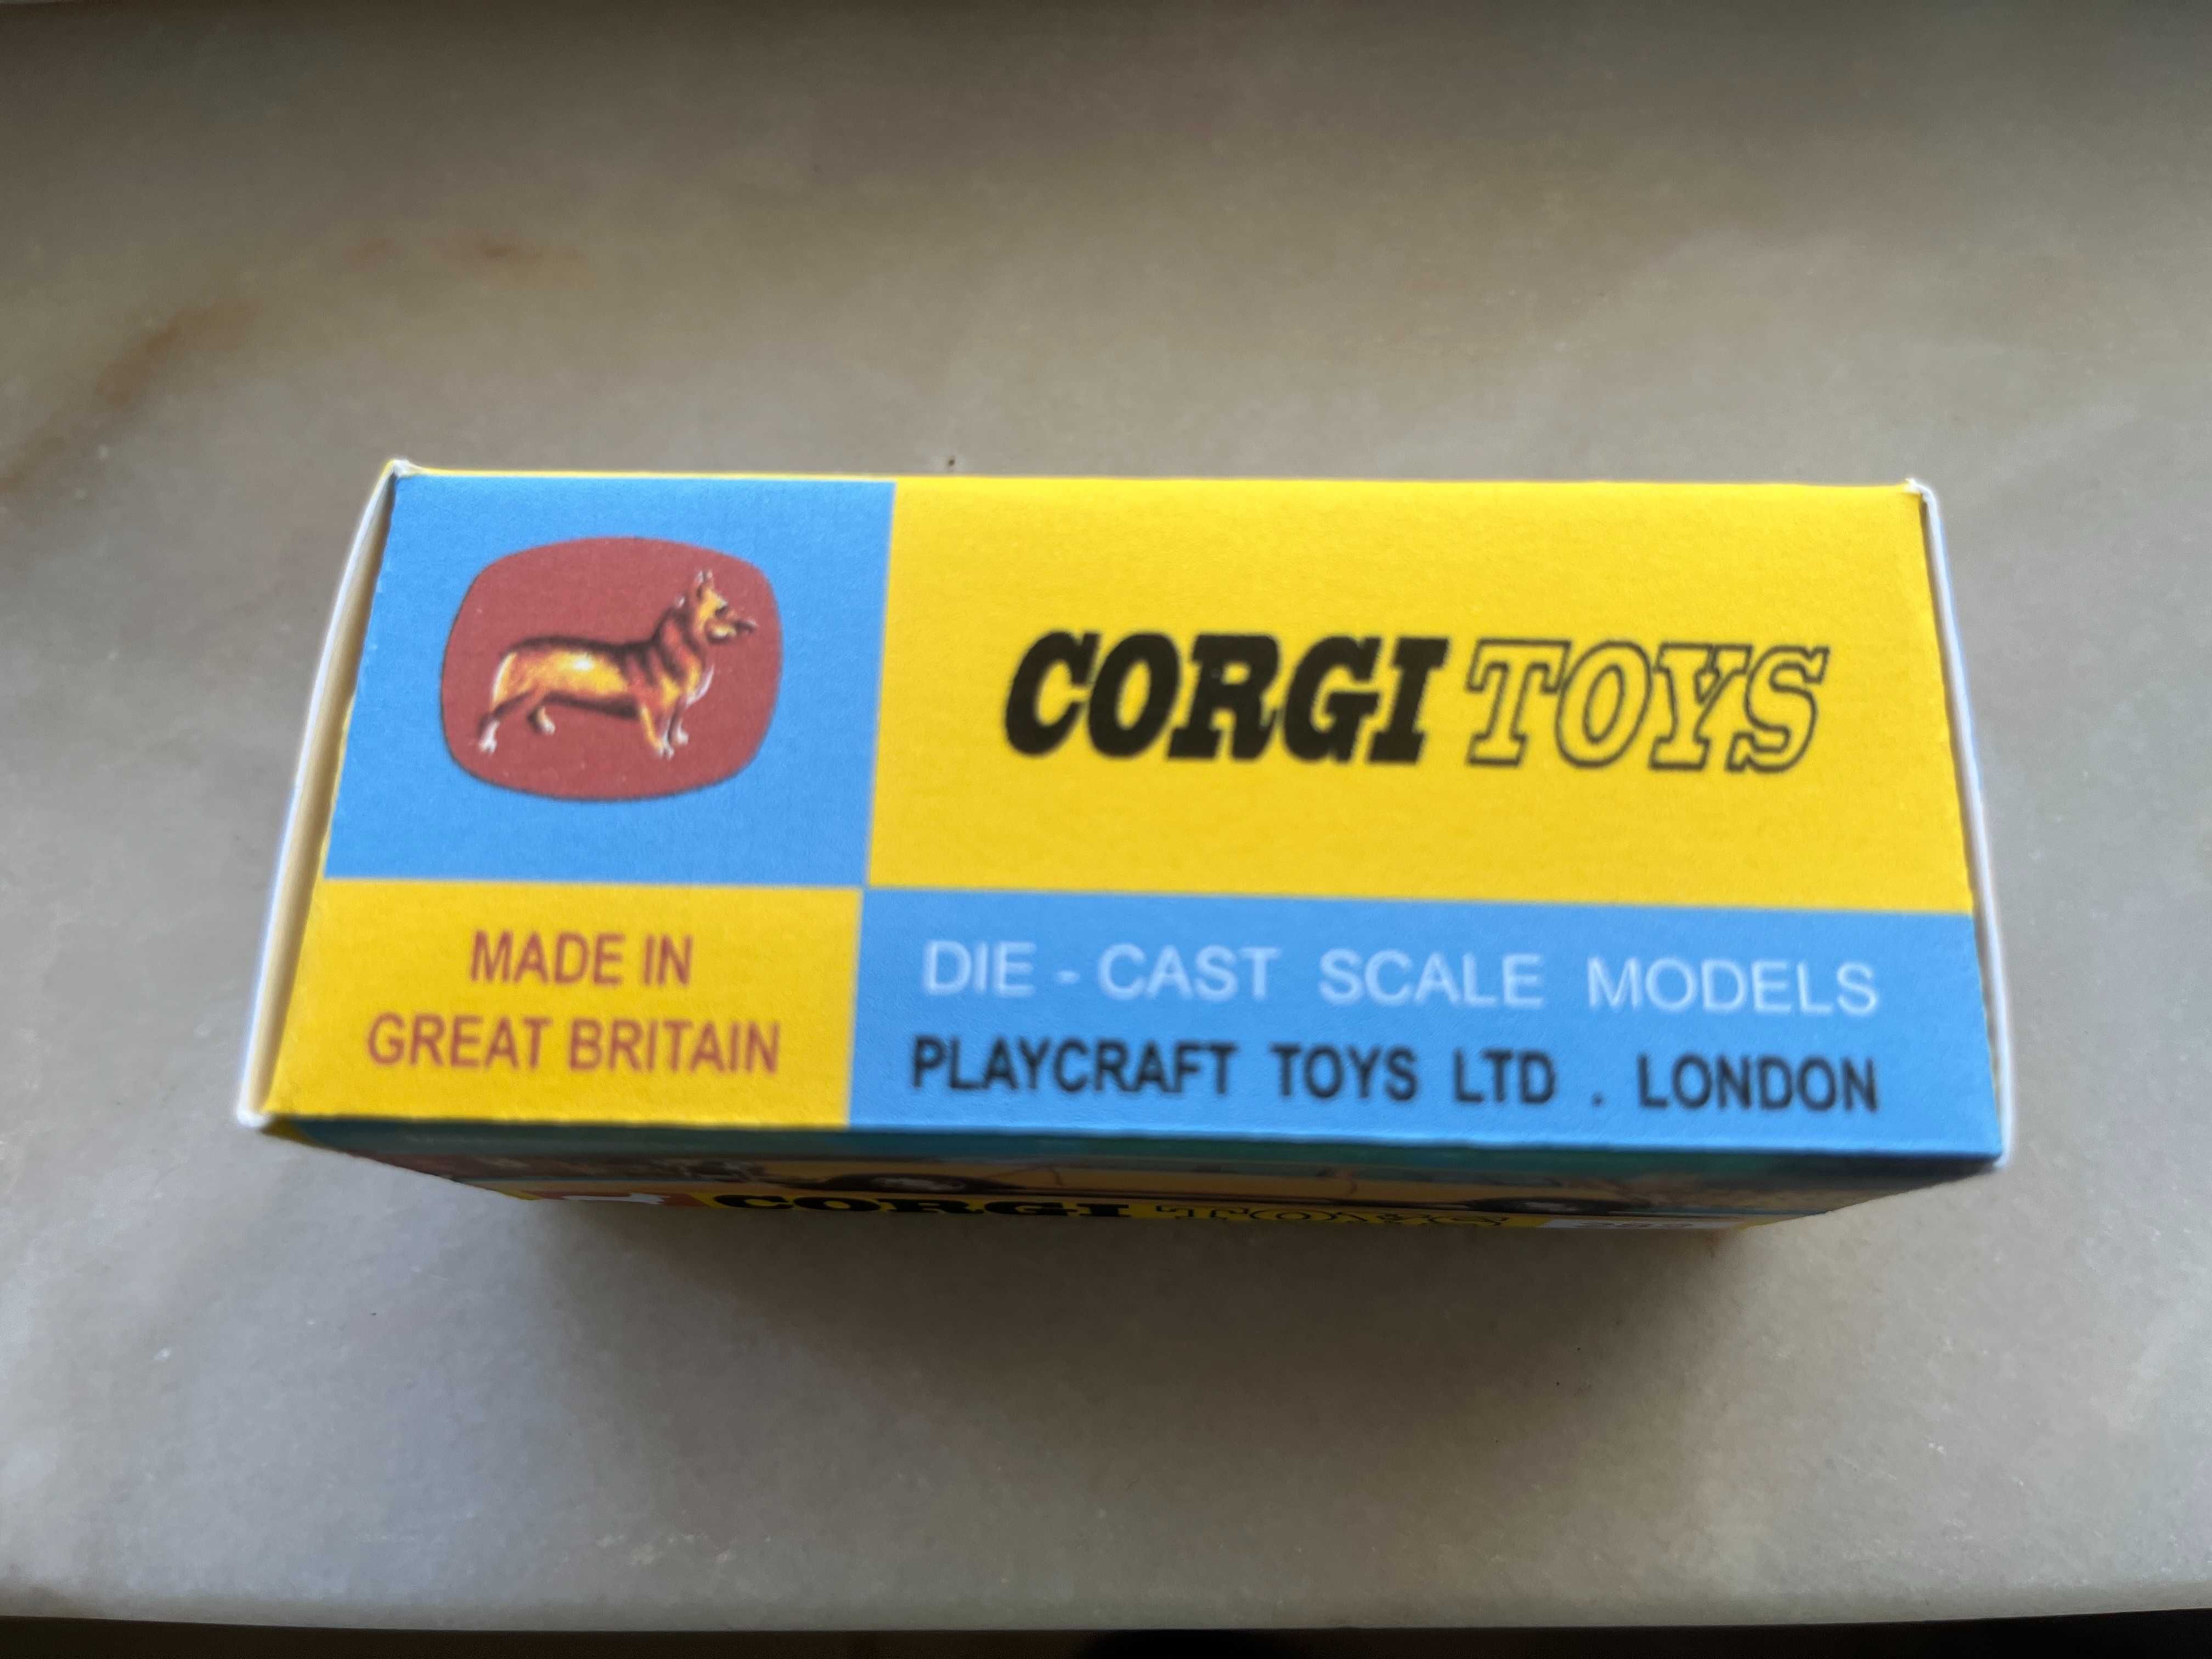 CORGI TOYS
MADE IN
GREAT BRITAIN
DIE - CAST SCALE MODELS
PLAYCRAFT TOYS LTD . LONDON
CORGI TOYS